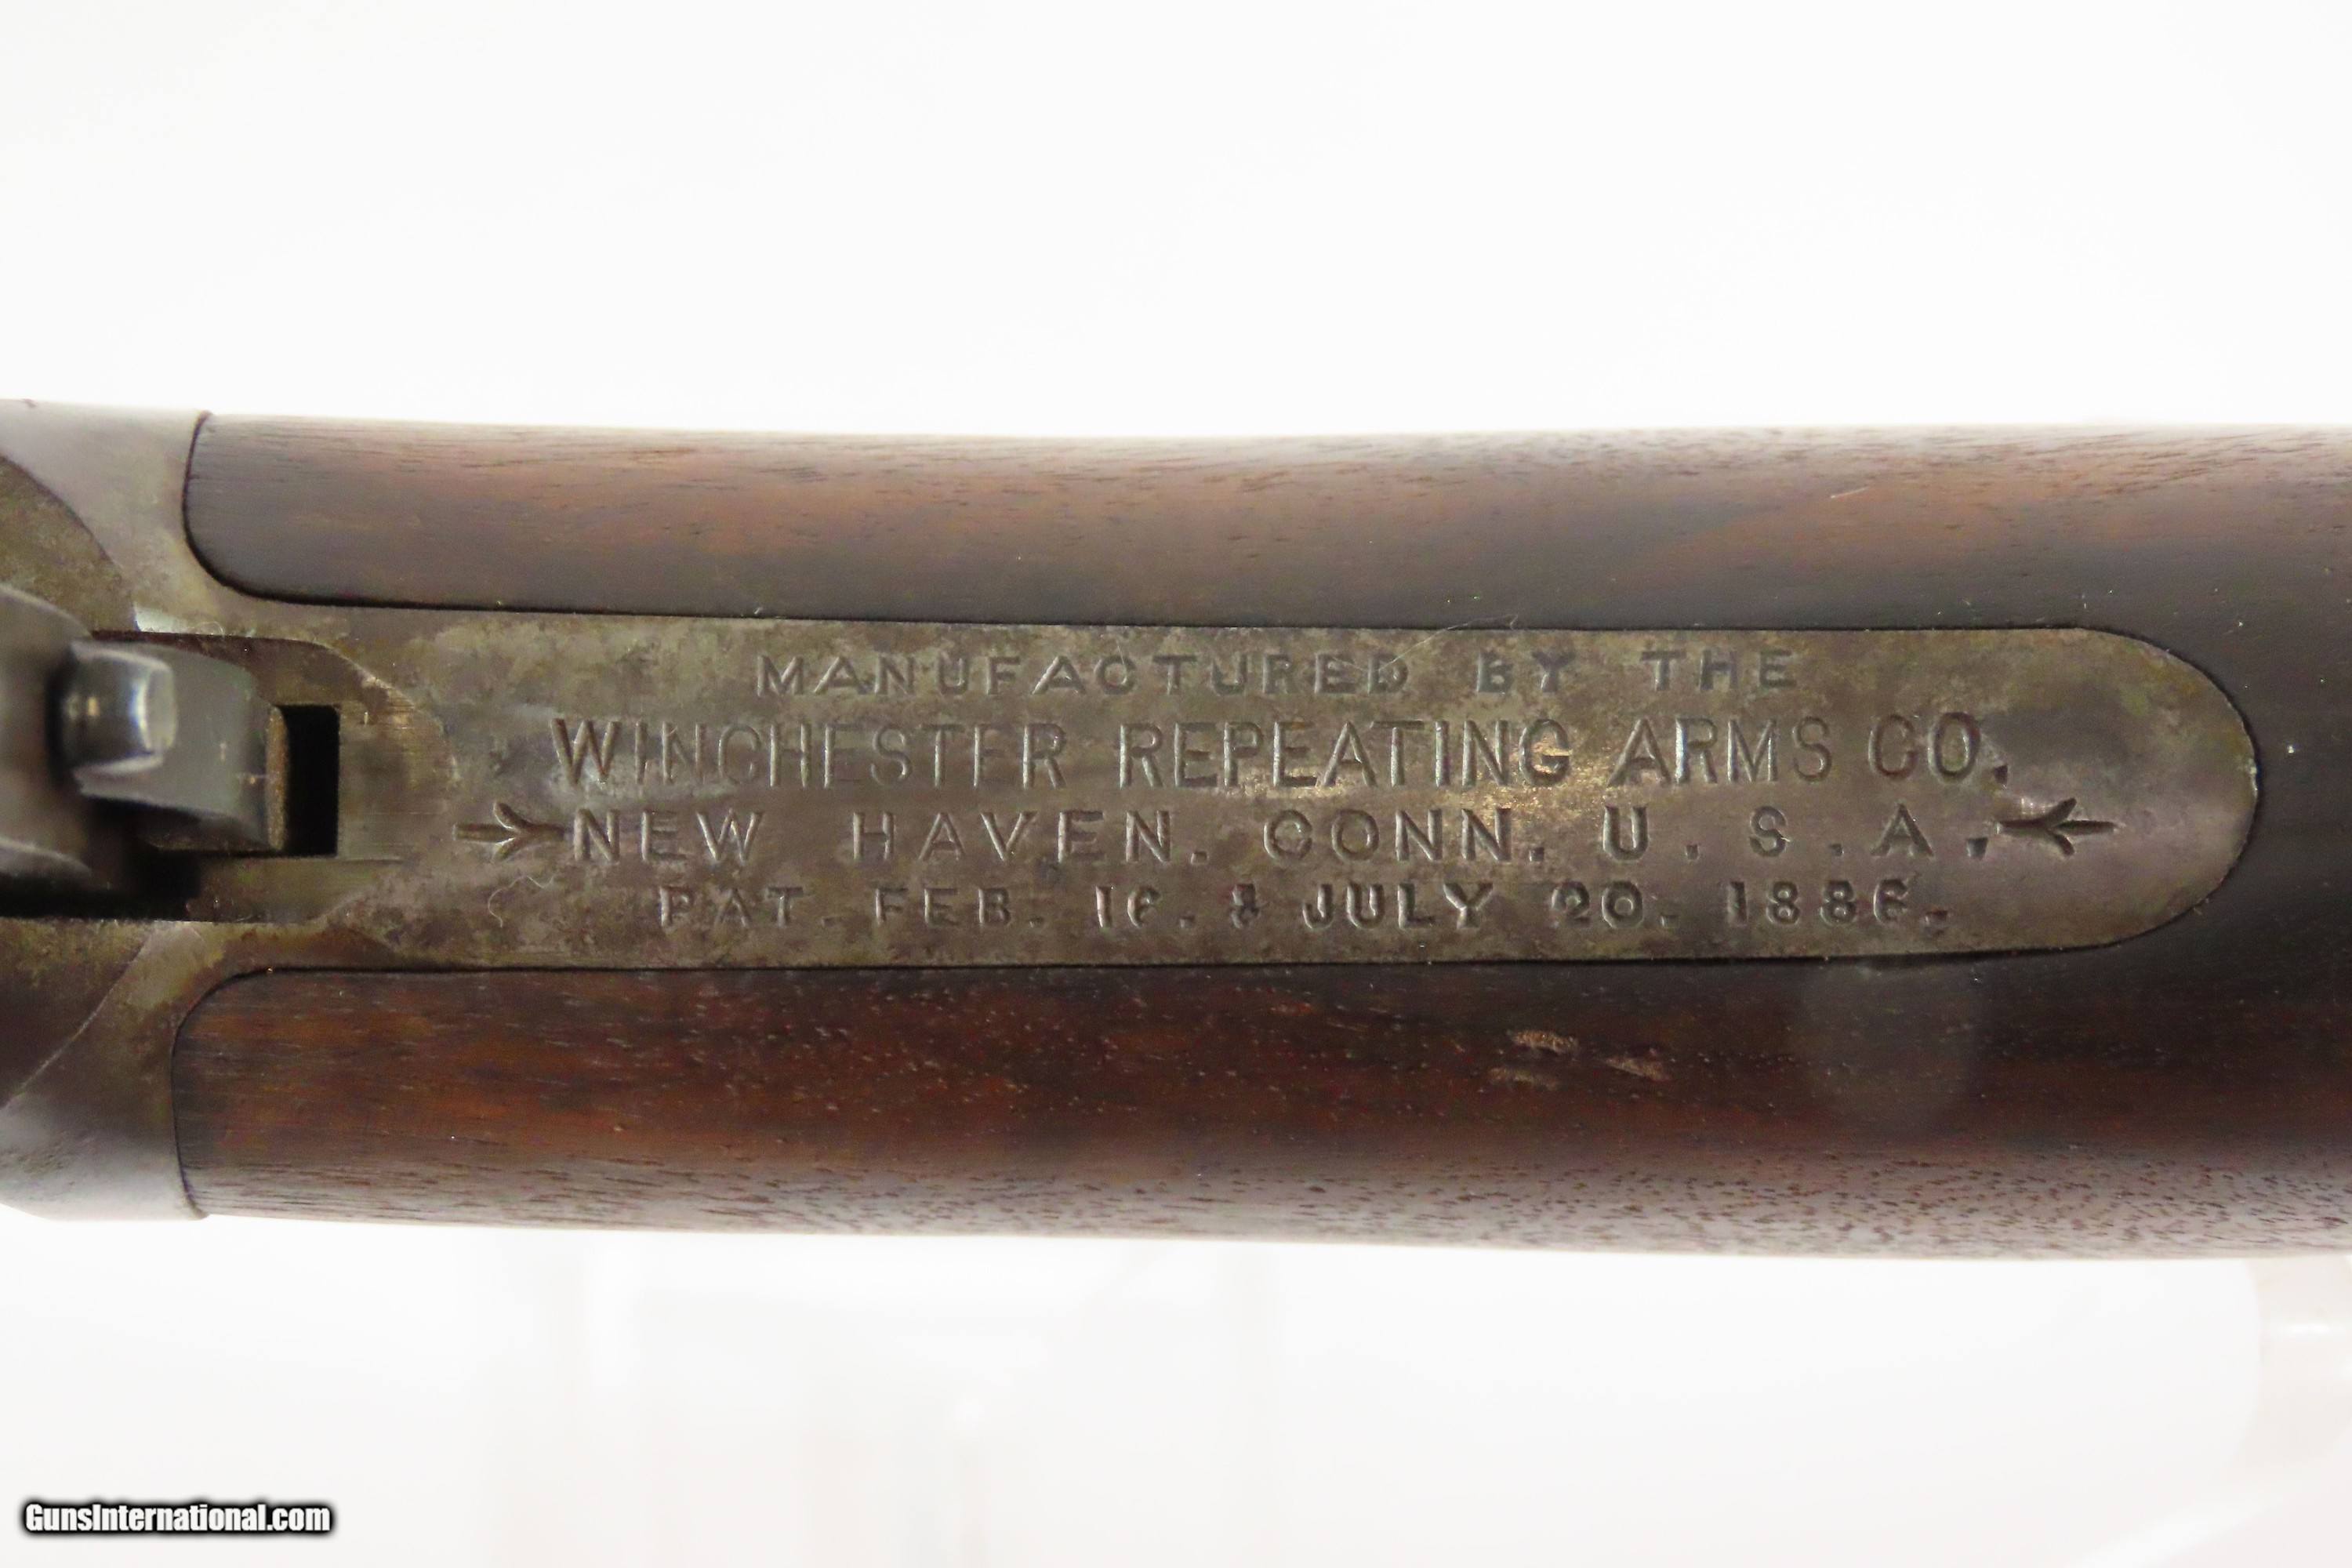 MANUFACTURED BY THE
WINCHESTER REPEATING ARMS CO.
NEW HAVEN. CONN. U.S.A.
PAT. FEB. 16. & JULY 20. 1886.
GunsInternational.com